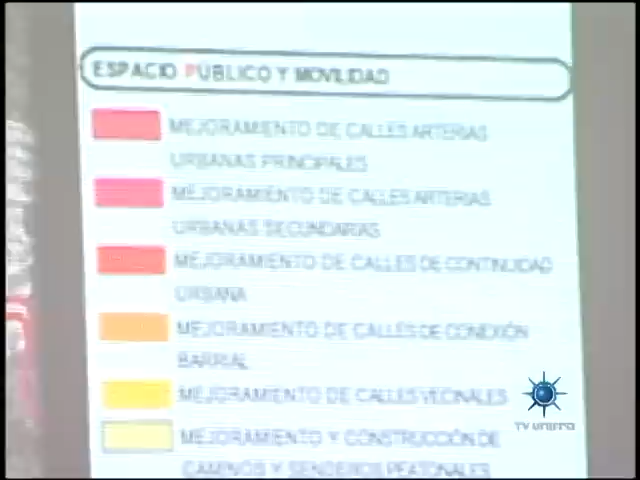 ESPACIO PÚBLICO Y MOVILIDAD
MEJORAMIENTO DE CALLES ARTERIAS
URBANAS PRINCIPALES
MEJORAMIENTO DE CALLES ARTERIAS
URBANAS SECUNDARIAS
MEJORAMIENTO DE CALLES DE CONTINUIDAD
URBANA
MEJORAMIENTO DE CALLES DE CONEXIÓN
BARRIAL
MEJORAMIENTO DE CALLES VECINALES
MEJORAMIENTO Y CONSTRUCCIÓN DE
CAMINOS Y SENDEROS PEATONALES
TV